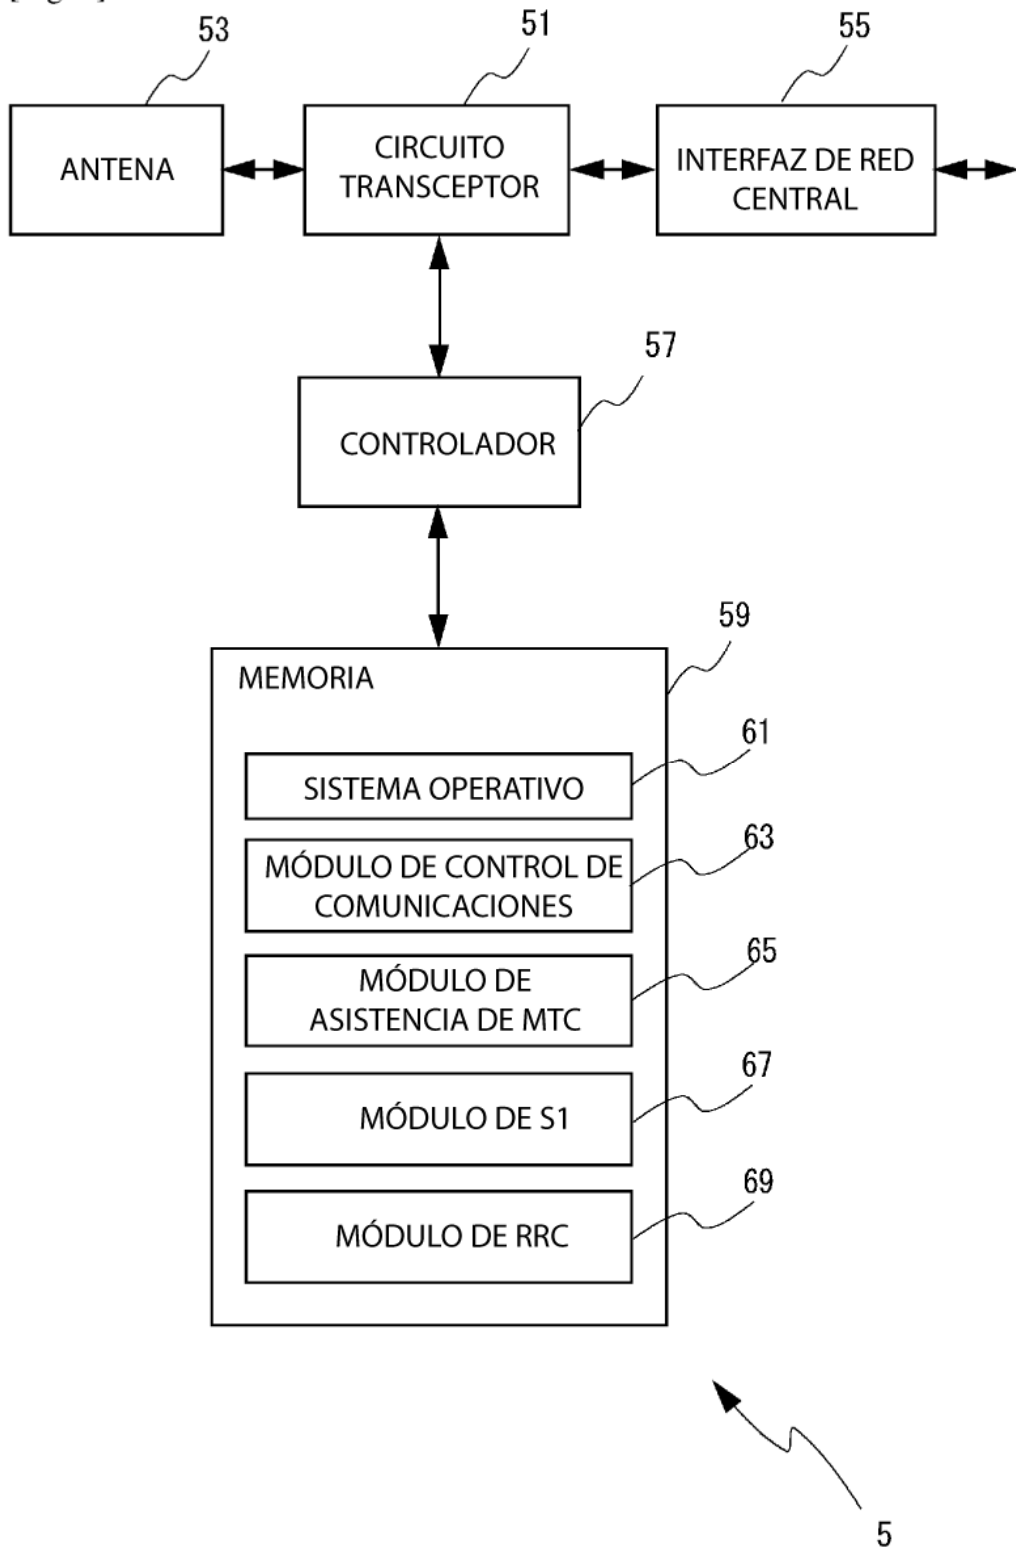 53
51
55
ANTENA
CIRCUITO
TRANSCEPTOR
INTERFAZ DE RED
CENTRAL
57
CONTROLADOR
59
MEMORIA
61
SISTEMA OPERATIVO
63
MÓDULO DE CONTROL DE
COMUNICACIONES
65
MÓDULO DE
ASISTENCIA DE MTC
67
MÓDULO DE S1
69
MÓDULO DE RRC
5